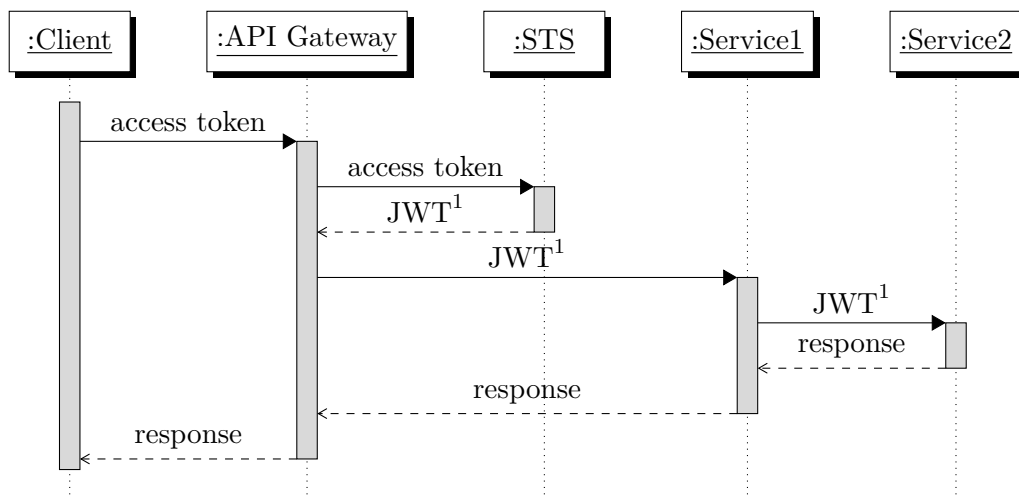 :Client
:API Gateway
:STS
:Service1
:Service2
access token
access token
JWT¹
JWT¹
JWT¹
response
response
response